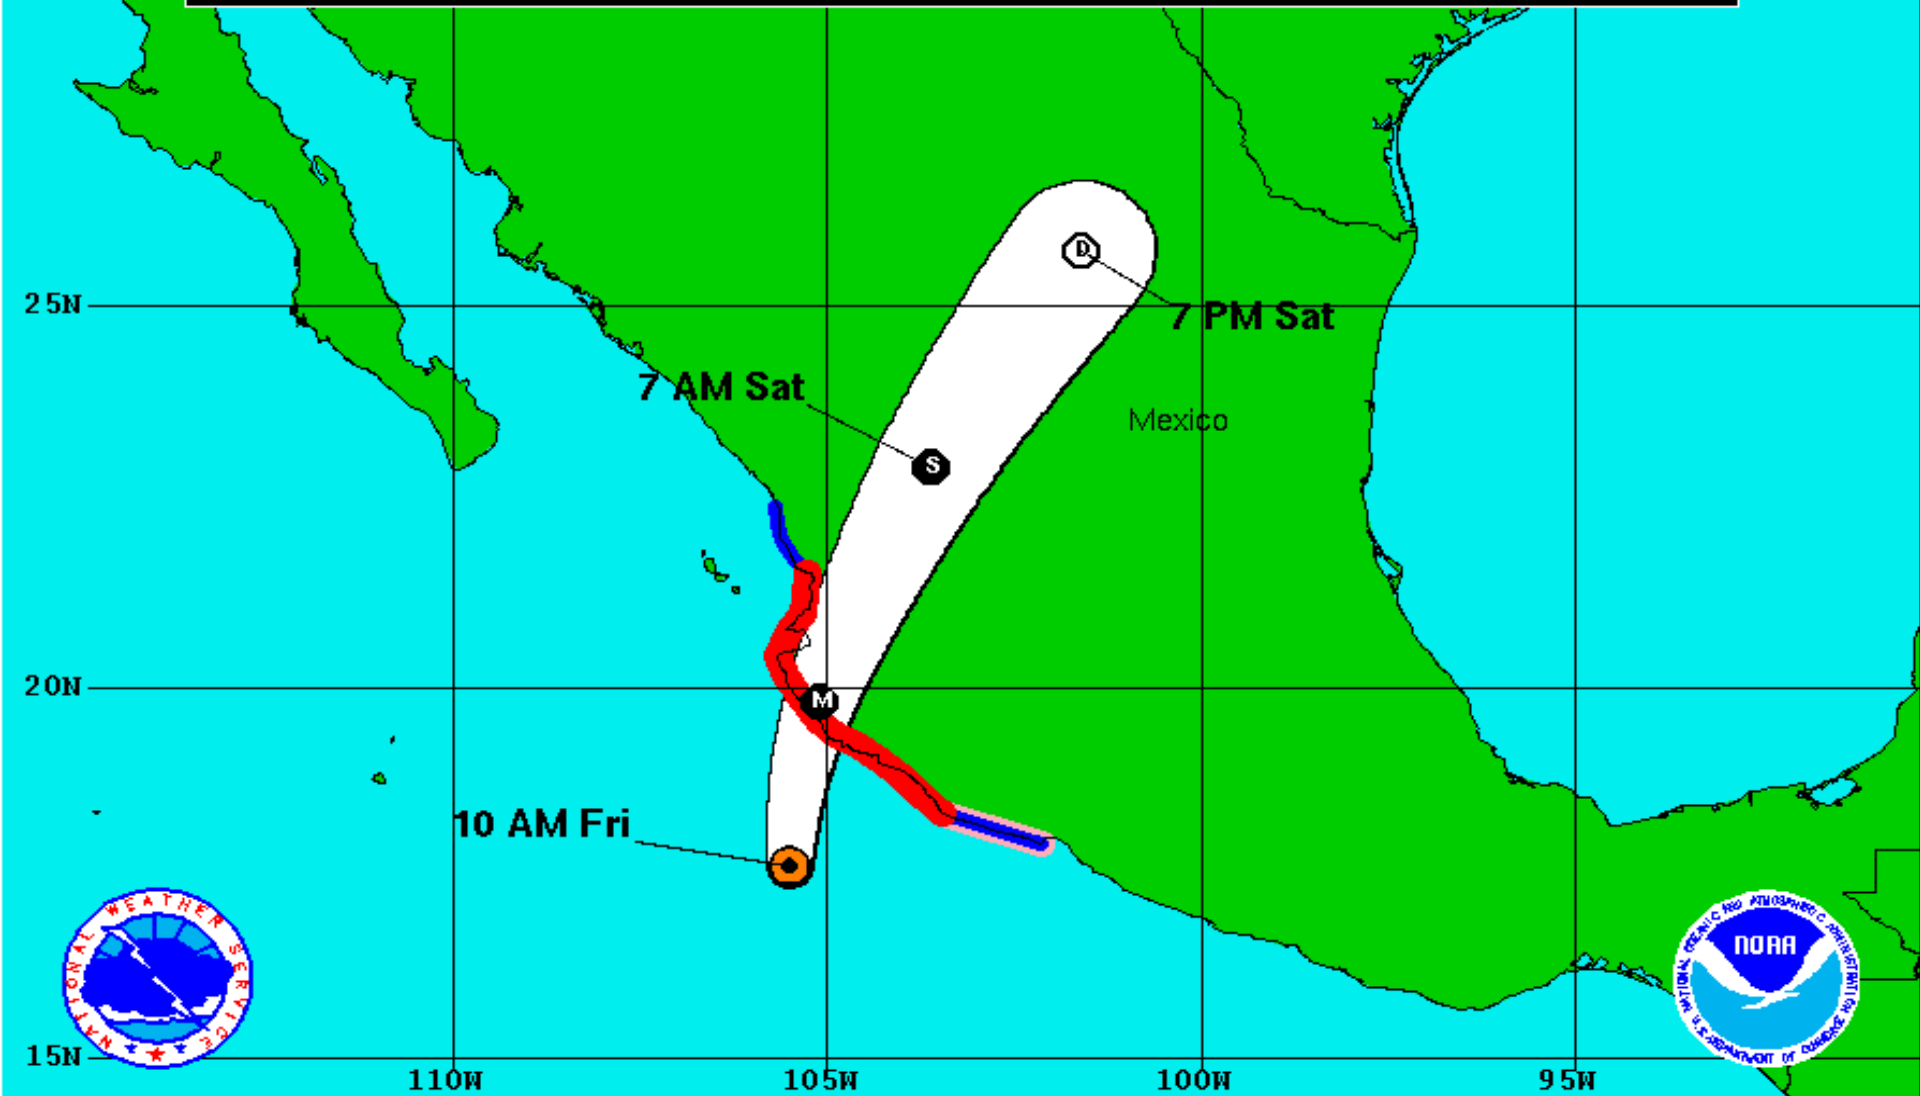 25N
7 PM Sat
7 AM Sat
Mexico
S
D
20N
M
10 AM Fri
NATIONAL WEATHER SERVICE
NOAA
15N
110W
105W
100W
95W